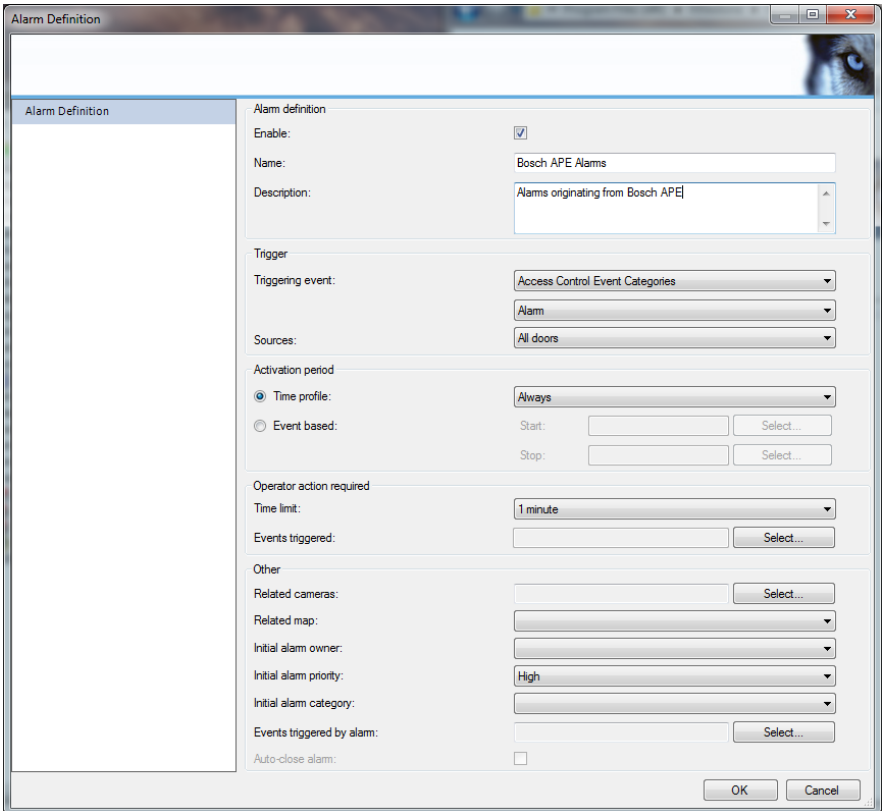 Alarm Definition
Alarm Definition
Alarm definition
Enable:
Name: Bosch APE Alarms
Description: Alarms originating from Bosch APE
Trigger
Triggering event: Access Control Event Categories
Alarm
Sources: All doors
Activation period
Time profile: Always
Event based: Start: Select...
Stop: Select...
Operator action required
Time limit: 1 minute
Events triggered: Select...
Other
Related cameras: Select...
Related map:
Initial alarm owner:
Initial alarm priority: High
Initial alarm category:
Events triggered by alarm: Select...
Auto-close alarm:
OK Cancel